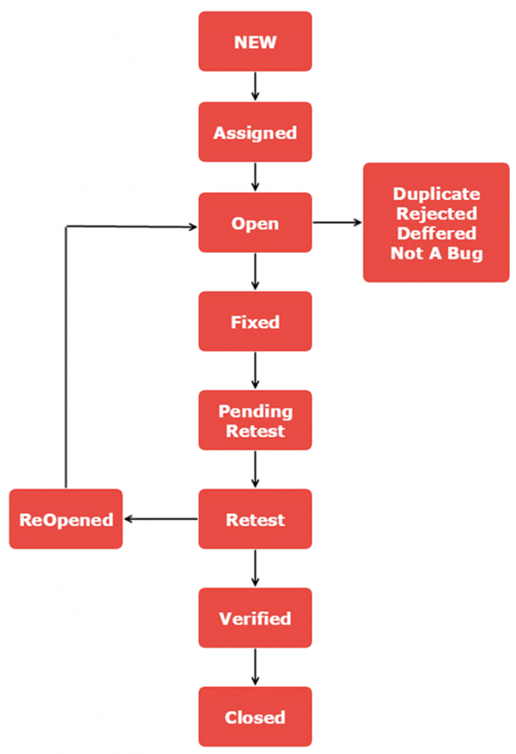 NEW
Assigned
Open
Duplicate
Rejected
Deffered
Not A Bug
Fixed
Pending
Retest
ReOpened
Retest
Verified
Closed